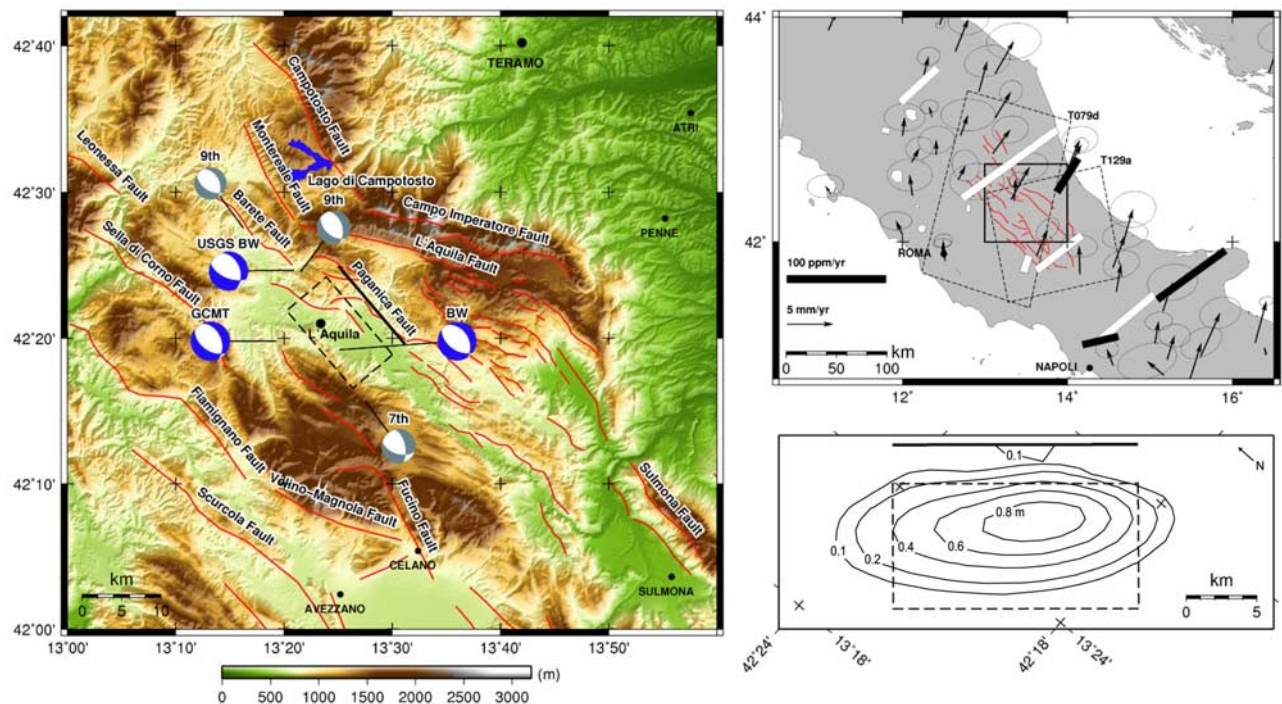 42˚40'
42˚30'
42˚20'
42˚10'
42˚00'
13˚00'
13˚10'
13˚20'
13˚30'
13˚40'
13˚50'
TERAMO
ATRI
PENNE
Campotosto Fault
Montereale Fault
Lago di Campotosto
Leonessa Fault
9th
9th
Barete Fault
Campo Imperatore Fault
L'Aquila Fault
USGS BW
Sella di Corno Fault
Paganica Fault
GCMT
L'Aquila
BW
7th
Fiamignano Fault
Velino-Magnola Fault
Fucino Fault
Scurcola Fault
Sulmona Fault
CELANO
AVEZZANO
SULMONA
km
0 5 10
(m)
0 500 1000 1500 2000 2500 3000
44˚
42˚
12˚
14˚
16˚
T079d
T129a
ROMA
NAPOLI
100 ppm/yr
5 mm/yr
km
0 50 100
0.1
N
0.8 m
0.6
0.4
0.2
0.1
km
0 5
42˚24'
13˚18'
42˚18'
13˚24'